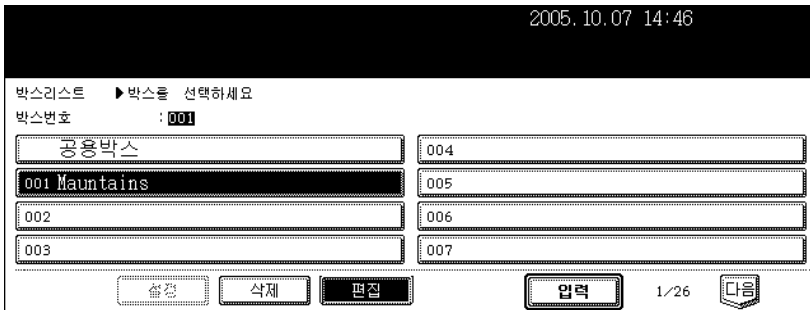 2005.10.07 14:46
박스리스트 ▶박스를 선택하세요
박스번호 :001
공용박스 004
001 Mauntains 005
002 006
003 007
설정 삭제 편집 입력 1/26 다음